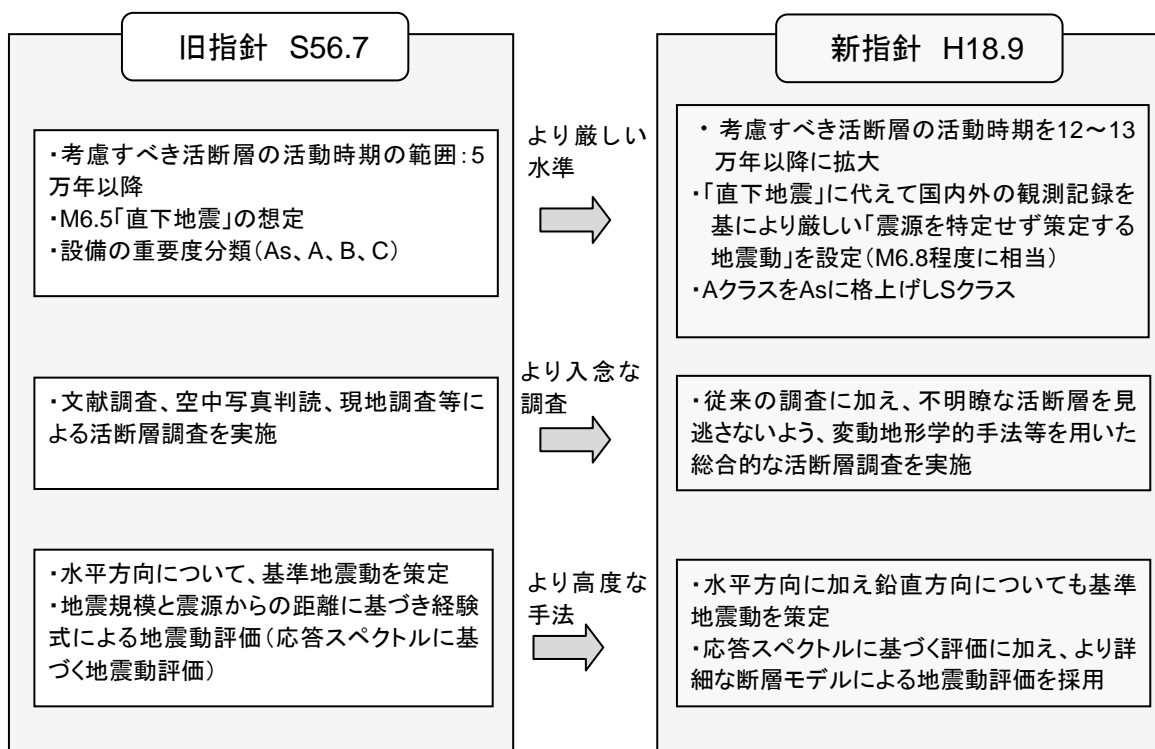 旧指針 S56.7
・考慮すべき活断層の活動時期の範囲：5
万年以降
・M6.5「直下地震」の想定
・設備の重要度分類（As、A、B、C）
・文献調査、空中写真判読、現地調査等に
よる活断層調査を実施
・水平方向について、基準地震動を策定
・地震規模と震源からの距離に基づき経験
式による地震動評価（応答スペクトルに基
づく地震動評価）
より厳しい
水準
より入念な
調査
より高度な
手法
新指針 H18.9
・ 考慮すべき活断層の活動時期を12～13
万年以降に拡大
・「直下地震」に代えて国内外の観測記録を
基により厳しい「震源を特定せず策定する
地震動」を設定（M6.8程度に相当）
・AクラスをAsに格上げしSクラス
・従来の調査に加え、不明瞭な活断層を見
逃さないよう、変動地形学的手法等を用いた
総合的な活断層調査を実施
・水平方向に加え鉛直方向についても基準
地震動を策定
・応答スペクトルに基づく評価に加え、より詳
細な断層モデルによる地震動評価を採用